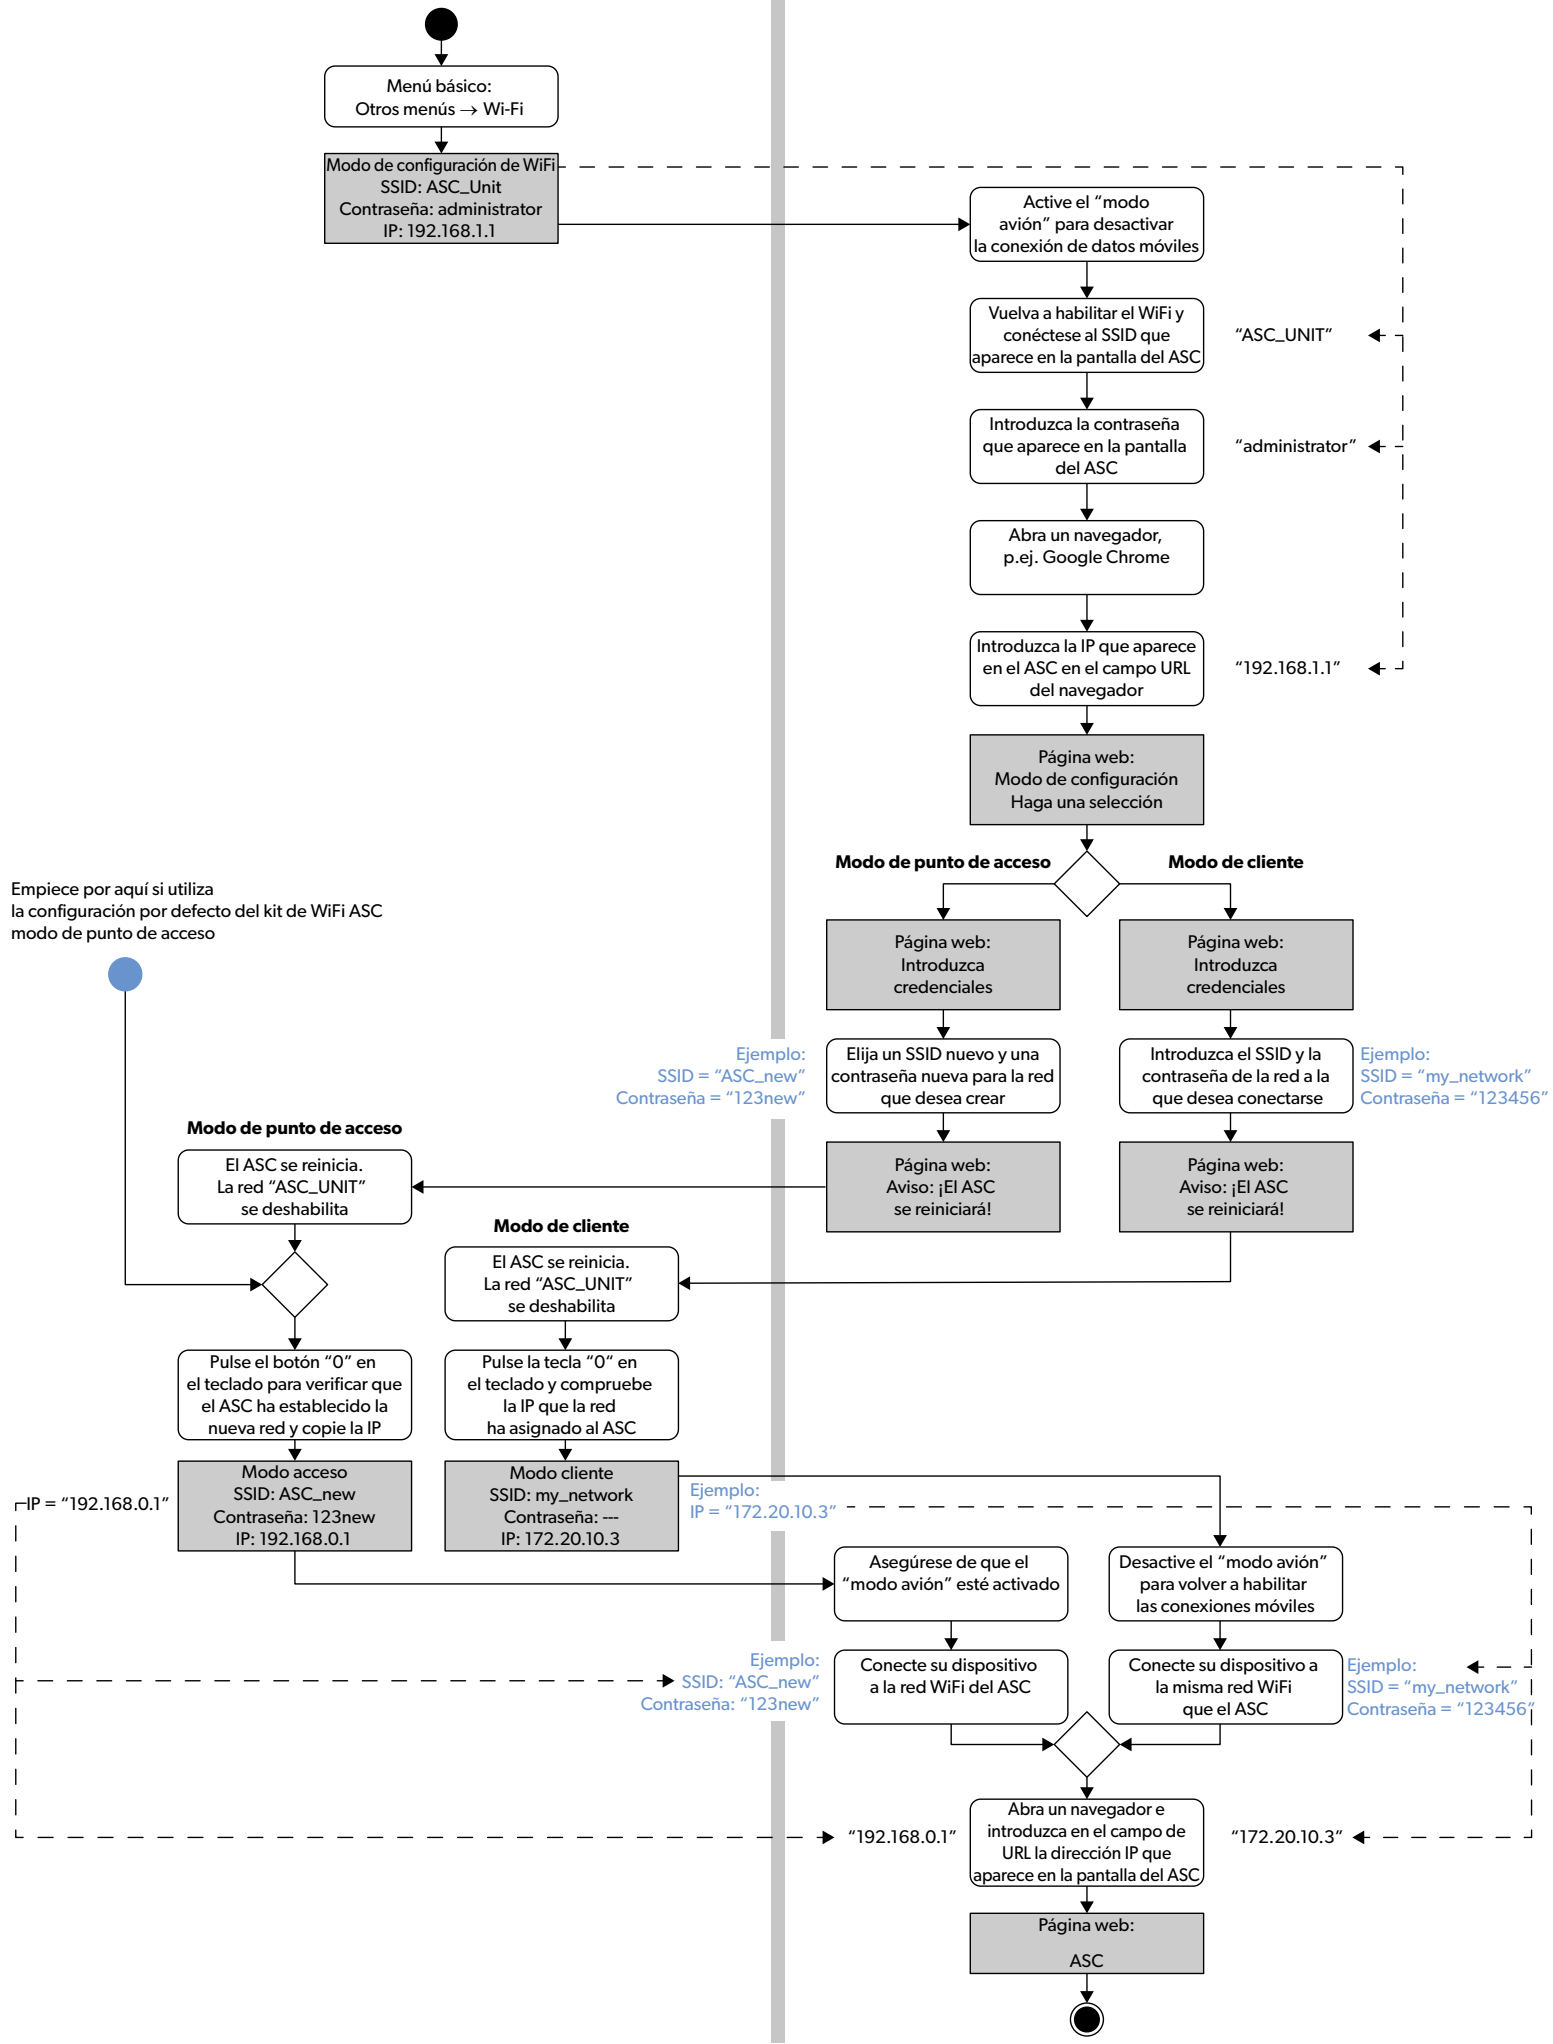 Menú básico:
Otros menús → Wi-Fi
Modo de configuración de WiFi
SSID: ASC_Unit
Contraseña: administrator
IP: 192.168.1.1
Active el “modo
avión” para desactivar
la conexión de datos móviles
Vuelva a habilitar el WiFi y
conéctese al SSID que
aparece en la pantalla del ASC
“ASC_UNIT”
Introduzca la contraseña
que aparece en la pantalla
del ASC
“administrator”
Abra un navegador,
p.ej. Google Chrome
Introduzca la IP que aparece
en el ASC en el campo URL
del navegador
“192.168.1.1”
Página web:
Modo de configuración
Haga una selección
Modo de punto de acceso
Modo de cliente
Empiece por aquí si utiliza
la configuración por defecto del kit de WiFi ASC
modo de punto de acceso
Página web:
Introduzca
credenciales
Página web:
Introduzca
credenciales
Ejemplo:
SSID = “ASC_new”
Contraseña = “123new”
Elija un SSID nuevo y una
contraseña nueva para la red
que desea crear
Introduzca el SSID y la
contraseña de la red a la
que desea conectarse
Ejemplo:
SSID = “my_network”
Contraseña = “123456”
Modo de punto de acceso
El ASC se reinicia.
La red “ASC_UNIT”
se deshabilita
Página web:
Aviso: ¡El ASC
se reiniciará!
Página web:
Aviso: ¡El ASC
se reiniciará!
Modo de cliente
El ASC se reinicia.
La red “ASC_UNIT”
se deshabilita
Pulse el botón “0” en
el teclado para verificar que
el ASC ha establecido la
nueva red y copie la IP
Pulse la tecla “0“ en
el teclado y compruebe
la IP que la red
ha asignado al ASC
IP = “192.168.0.1”
Modo acceso
SSID: ASC_new
Contraseña: 123new
IP: 192.168.0.1
Modo cliente
SSID: my_network
Contraseña: ---
IP: 172.20.10.3
Ejemplo:
IP = “172.20.10.3”
Asegúrese de que el
“modo avión” esté activado
Desactive el “modo avión”
para volver a habilitar
las conexiones móviles
Ejemplo:
SSID: “ASC_new”
Contraseña: “123new”
Conecte su dispositivo
a la red WiFi del ASC
Conecte su dispositivo a
la misma red WiFi
que el ASC
Ejemplo:
SSID = “my_network”
Contraseña = “123456”
“192.168.0.1”
Abra un navegador e
introduzca en el campo de
URL la dirección IP que
aparece en la pantalla del ASC
“172.20.10.3”
Página web:
ASC